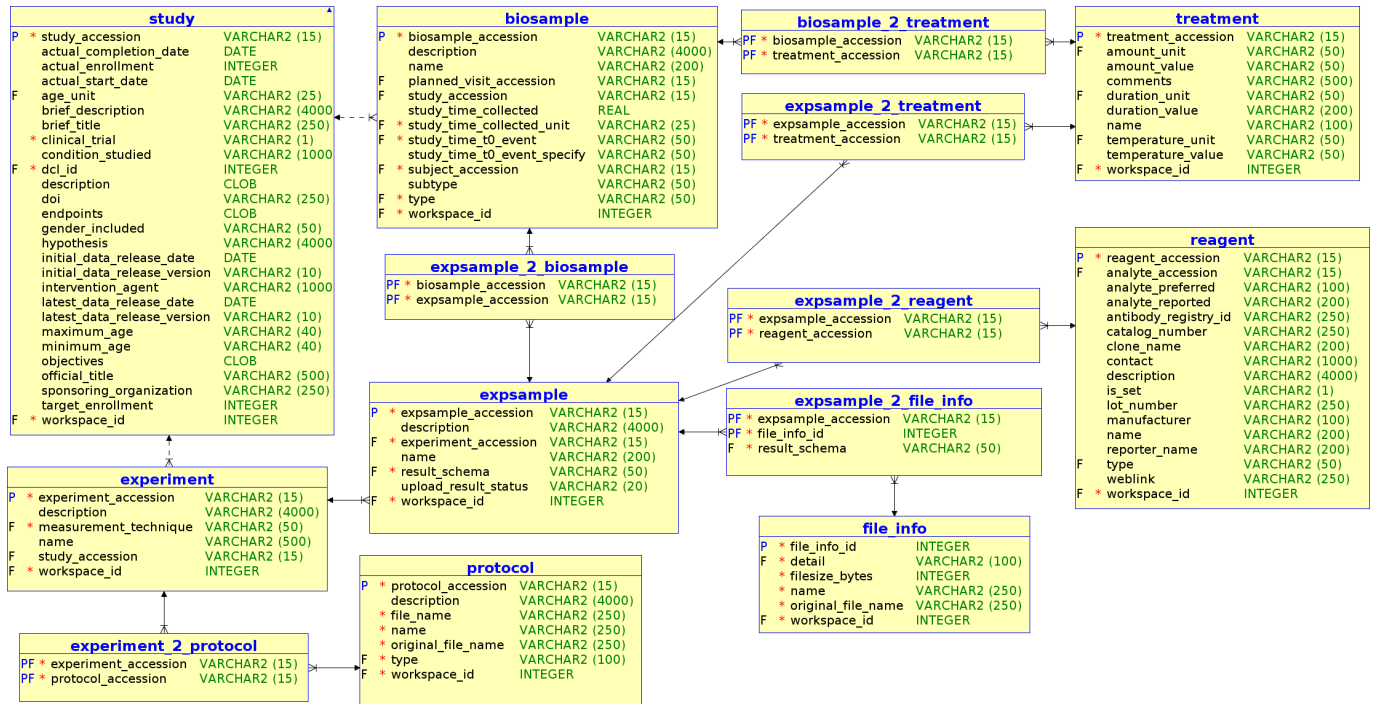 study
P * study_accession VARCHAR2 (15)
actual_completion_date DATE
actual_enrollment INTEGER
actual_start_date DATE
F age_unit VARCHAR2 (25)
brief_description VARCHAR2 (4000
brief_title VARCHAR2 (250)
* clinical_trial VARCHAR2 (1)
condition_studied VARCHAR2 (1000
F * dcl_id INTEGER
description CLOB
doi VARCHAR2 (250)
endpoints CLOB
gender_included VARCHAR2 (50)
hypothesis VARCHAR2 (4000
initial_data_release_date DATE
initial_data_release_version VARCHAR2 (10)
intervention_agent VARCHAR2 (1000
latest_data_release_date DATE
latest_data_release_version VARCHAR2 (10)
maximum_age VARCHAR2 (40)
minimum_age VARCHAR2 (40)
objectives CLOB
official_title VARCHAR2 (500)
sponsoring_organization VARCHAR2 (250)
target_enrollment INTEGER
F * workspace_id INTEGER
biosample
P * biosample_accession VARCHAR2 (15)
description VARCHAR2 (4000)
name VARCHAR2 (200)
F planned_visit_accession VARCHAR2 (15)
F study_accession VARCHAR2 (15)
study_time_collected REAL
F * study_time_collected_unit VARCHAR2 (25)
F * study_time_t0_event VARCHAR2 (50)
study_time_t0_event_specify VARCHAR2 (50)
F * subject_accession VARCHAR2 (15)
subtype VARCHAR2 (50)
F * type VARCHAR2 (50)
F * workspace_id INTEGER
biosample_2_treatment
PF * biosample_accession VARCHAR2 (15)
PF * treatment_accession VARCHAR2 (15)
treatment
P * treatment_accession VARCHAR2 (15)
F amount_unit VARCHAR2 (50)
amount_value VARCHAR2 (50)
comments VARCHAR2 (500)
F duration_unit VARCHAR2 (50)
duration_value VARCHAR2 (200)
name VARCHAR2 (100)
F temperature_unit VARCHAR2 (50)
temperature_value VARCHAR2 (50)
F * workspace_id INTEGER
expsample_2_treatment
PF * expsample_accession VARCHAR2 (15)
PF * treatment_accession VARCHAR2 (15)
expsample_2_biosample
PF * biosample_accession VARCHAR2 (15)
PF * expsample_accession VARCHAR2 (15)
expsample_2_reagent
PF * expsample_accession VARCHAR2 (15)
PF * reagent_accession VARCHAR2 (15)
reagent
P * reagent_accession VARCHAR2 (15)
F analyte_accession VARCHAR2 (15)
analyte_preferred VARCHAR2 (100)
analyte_reported VARCHAR2 (200)
antibody_registry_id VARCHAR2 (250)
catalog_number VARCHAR2 (250)
clone_name VARCHAR2 (200)
contact VARCHAR2 (1000)
description VARCHAR2 (4000)
is_set VARCHAR2 (1)
lot_number VARCHAR2 (250)
manufacturer VARCHAR2 (100)
name VARCHAR2 (200)
reporter_name VARCHAR2 (200)
F type VARCHAR2 (50)
weblink VARCHAR2 (250)
F * workspace_id INTEGER
expsample
P * expsample_accession VARCHAR2 (15)
description VARCHAR2 (4000)
F * experiment_accession VARCHAR2 (15)
name VARCHAR2 (200)
F * result_schema VARCHAR2 (50)
upload_result_status VARCHAR2 (20)
F * workspace_id INTEGER
expsample_2_file_info
PF * expsample_accession VARCHAR2 (15)
PF * file_info_id INTEGER
F * result_schema VARCHAR2 (50)
experiment
P * experiment_accession VARCHAR2 (15)
description VARCHAR2 (4000)
F * measurement_technique VARCHAR2 (50)
name VARCHAR2 (500)
F study_accession VARCHAR2 (15)
F * workspace_id INTEGER
file_info
P * file_info_id INTEGER
F * detail VARCHAR2 (100)
* filesize_bytes INTEGER
* name VARCHAR2 (250)
* original_file_name VARCHAR2 (250)
F * workspace_id INTEGER
protocol
P * protocol_accession VARCHAR2 (15)
description VARCHAR2 (4000)
* file_name VARCHAR2 (250)
* name VARCHAR2 (250)
* original_file_name VARCHAR2 (250)
F * type VARCHAR2 (100)
F * workspace_id INTEGER
experiment_2_protocol
PF * experiment_accession VARCHAR2 (15)
PF * protocol_accession VARCHAR2 (15)